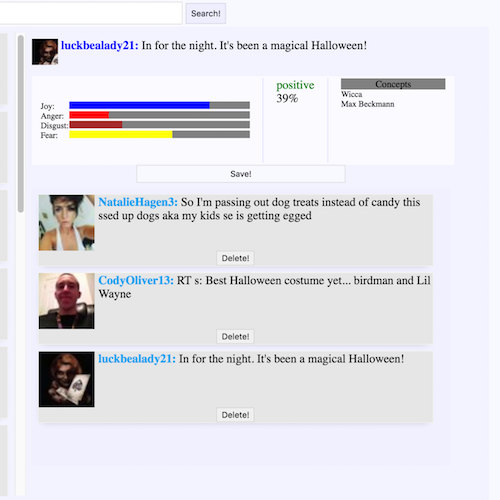 Search!
luckbealady21: In for the night. It's been a magical Halloween!
Joy:
Anger:
Disgust:
Fear:
positive
39%
Concepts
Wicca
Max Beckmann
Save!
NatalieHagen3: So I'm passing out dog treats instead of candy this
ssed up dogs aka my kids se is getting egged
Delete!
CodyOliver13: RT s: Best Halloween costume yet... birdman and Lil
Wayne
Delete!
luckbealady21: In for the night. It's been a magical Halloween!
Delete!